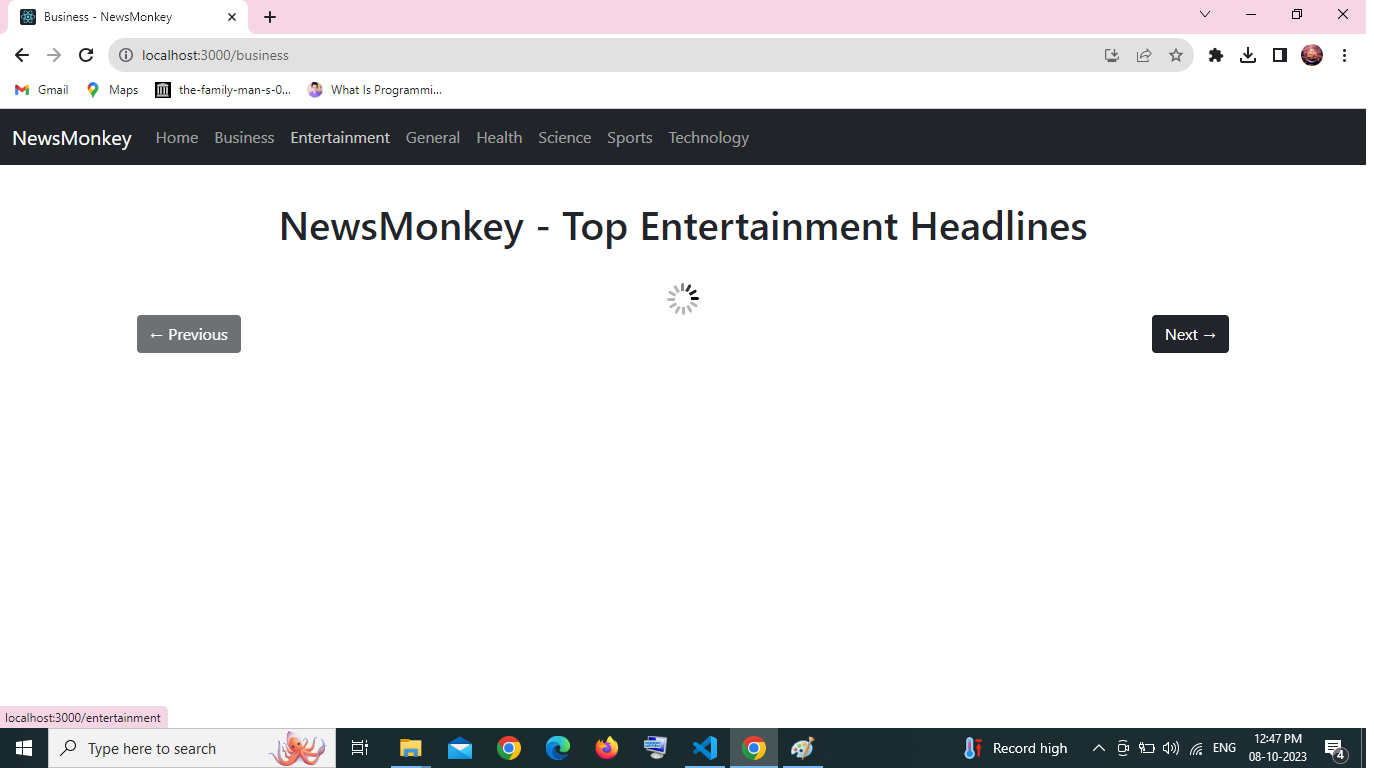 Business - NewsMonkey
localhost:3000/business
Gmail Maps the-family-man-s-0... What Is Programmi...
NewsMonkey Home Business Entertainment General Health Science Sports Technology
NewsMonkey - Top Entertainment Headlines
← Previous Next →
localhost:3000/entertainment
Type here to search Record high ENG 12:47 PM
08-10-2023 4